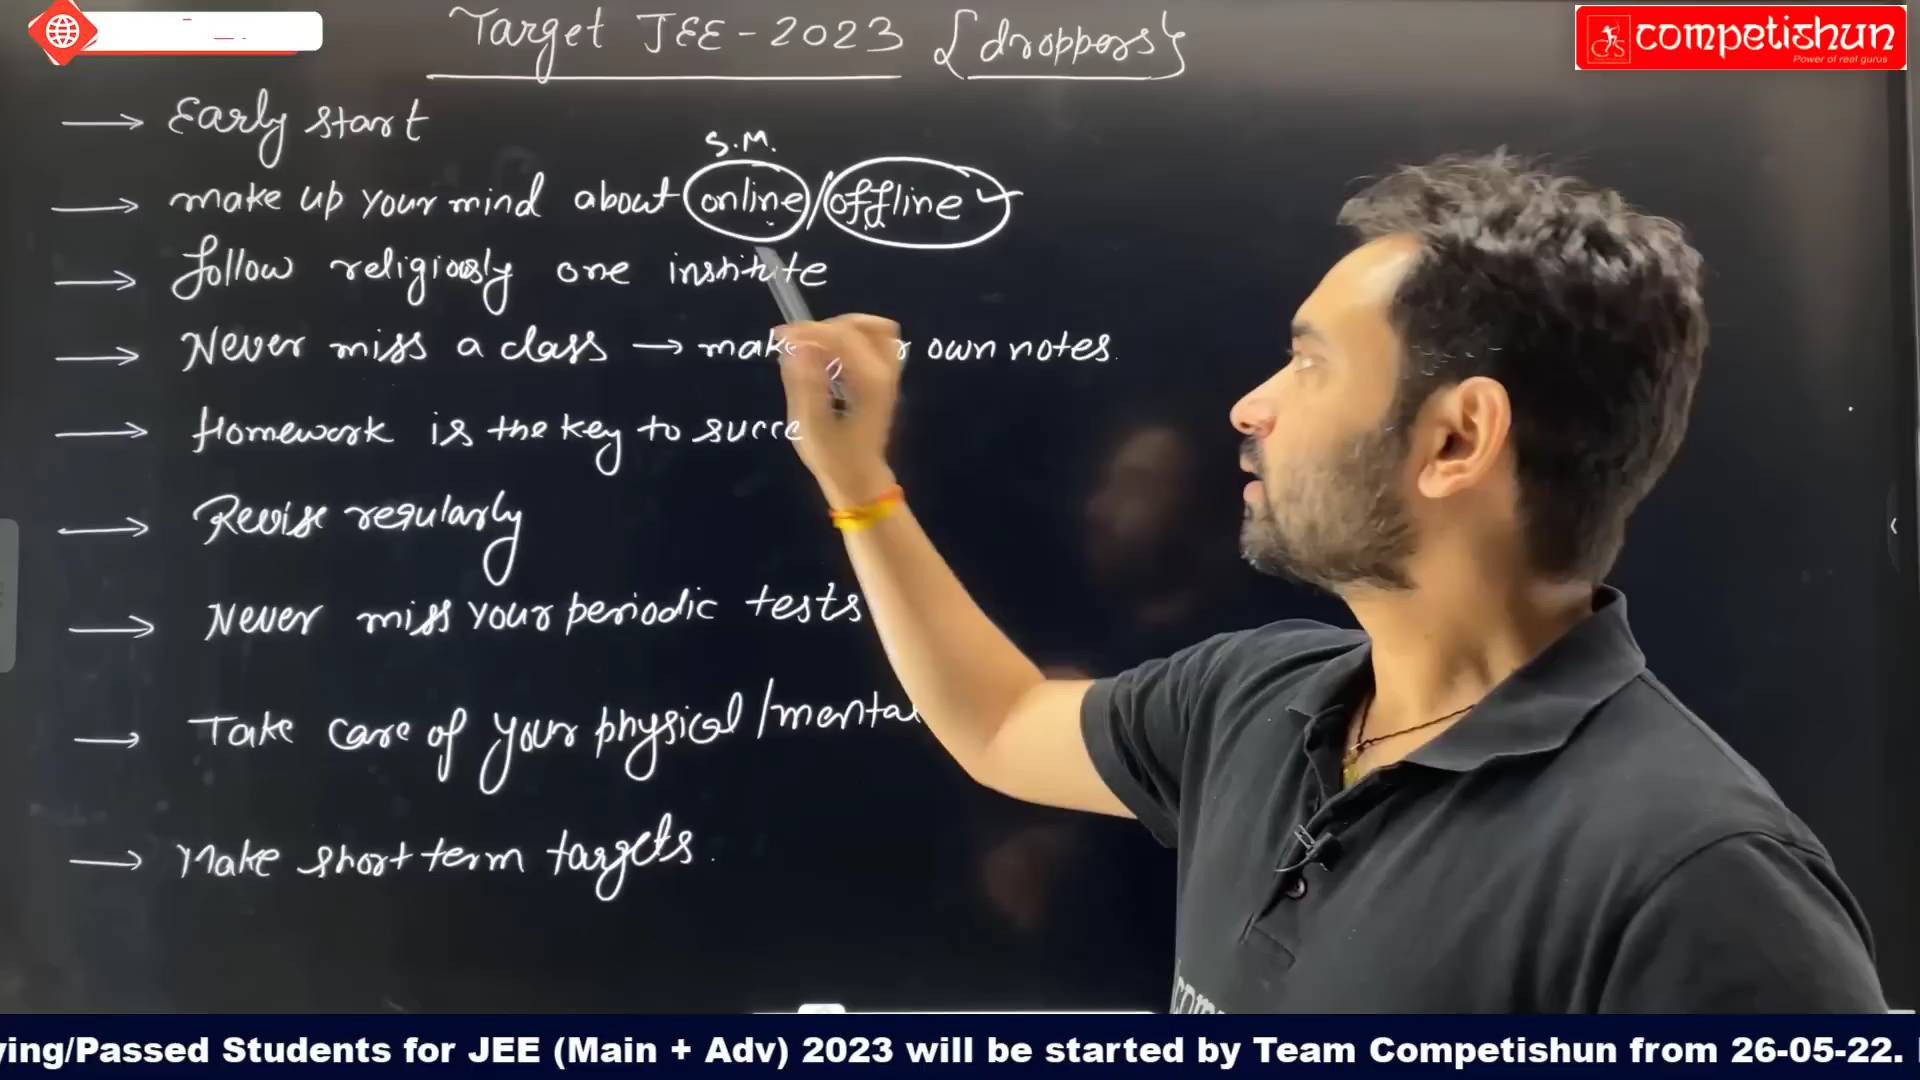 Target JEE-2023 {droppers}
competishun
Power of real gurus
→ Early start
S.M.
→ make up your mind about online/offline
→ follow religiously one institute
→ Never miss a class → make own notes.
→ Homework is the key to succe
→ Revise regularly
→ Never miss your periodic tests
→ Take care of your physical/mental
→ Make short term targets.
ying/Passed Students for JEE (Main + Adv) 2023 will be started by Team Competishun from 26-05-22.